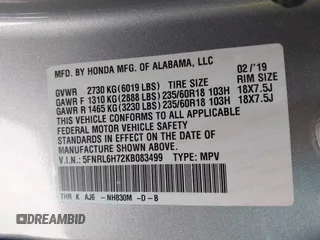 MFD. BY HONDA MFG. OF ALABAMA, LLC
02/'19
GVWR 2730 KG(6019 LBS) TIRE SIZE RIM SIZE
GAWR F 1310 KG(2888 LBS) 235/60R18 103H 18X7.5J
GAWR R 1465 KG(3230 LBS) 235/60R18 103H 18X7.5J
THIS VEHICLE CONFORMS TO ALL APPLICABLE
FEDERAL MOTOR VEHICLE SAFETY AND
STANDARDS IN EFFECT ON THE DATE OF
MANUFACTURE SHOWN ABOVE.
V.I.N.: 5FNRL6H72KB083499 TYPE: MPV
THR K AJ6 -NH830M -D-B
DREAMBID